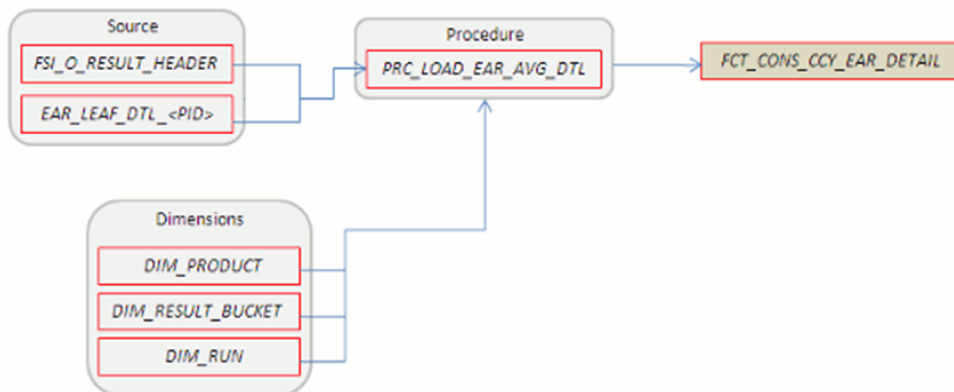 Source
FSI_O_RESULT_HEADER
EAR_LEAF_DTL_<PID>
Procedure
PRC_LOAD_EAR_AVG_DTL
FCT_CONS_CCY_EAR_DETAIL
Dimensions
DIM_PRODUCT
DIM_RESULT_BUCKET
DIM_RUN